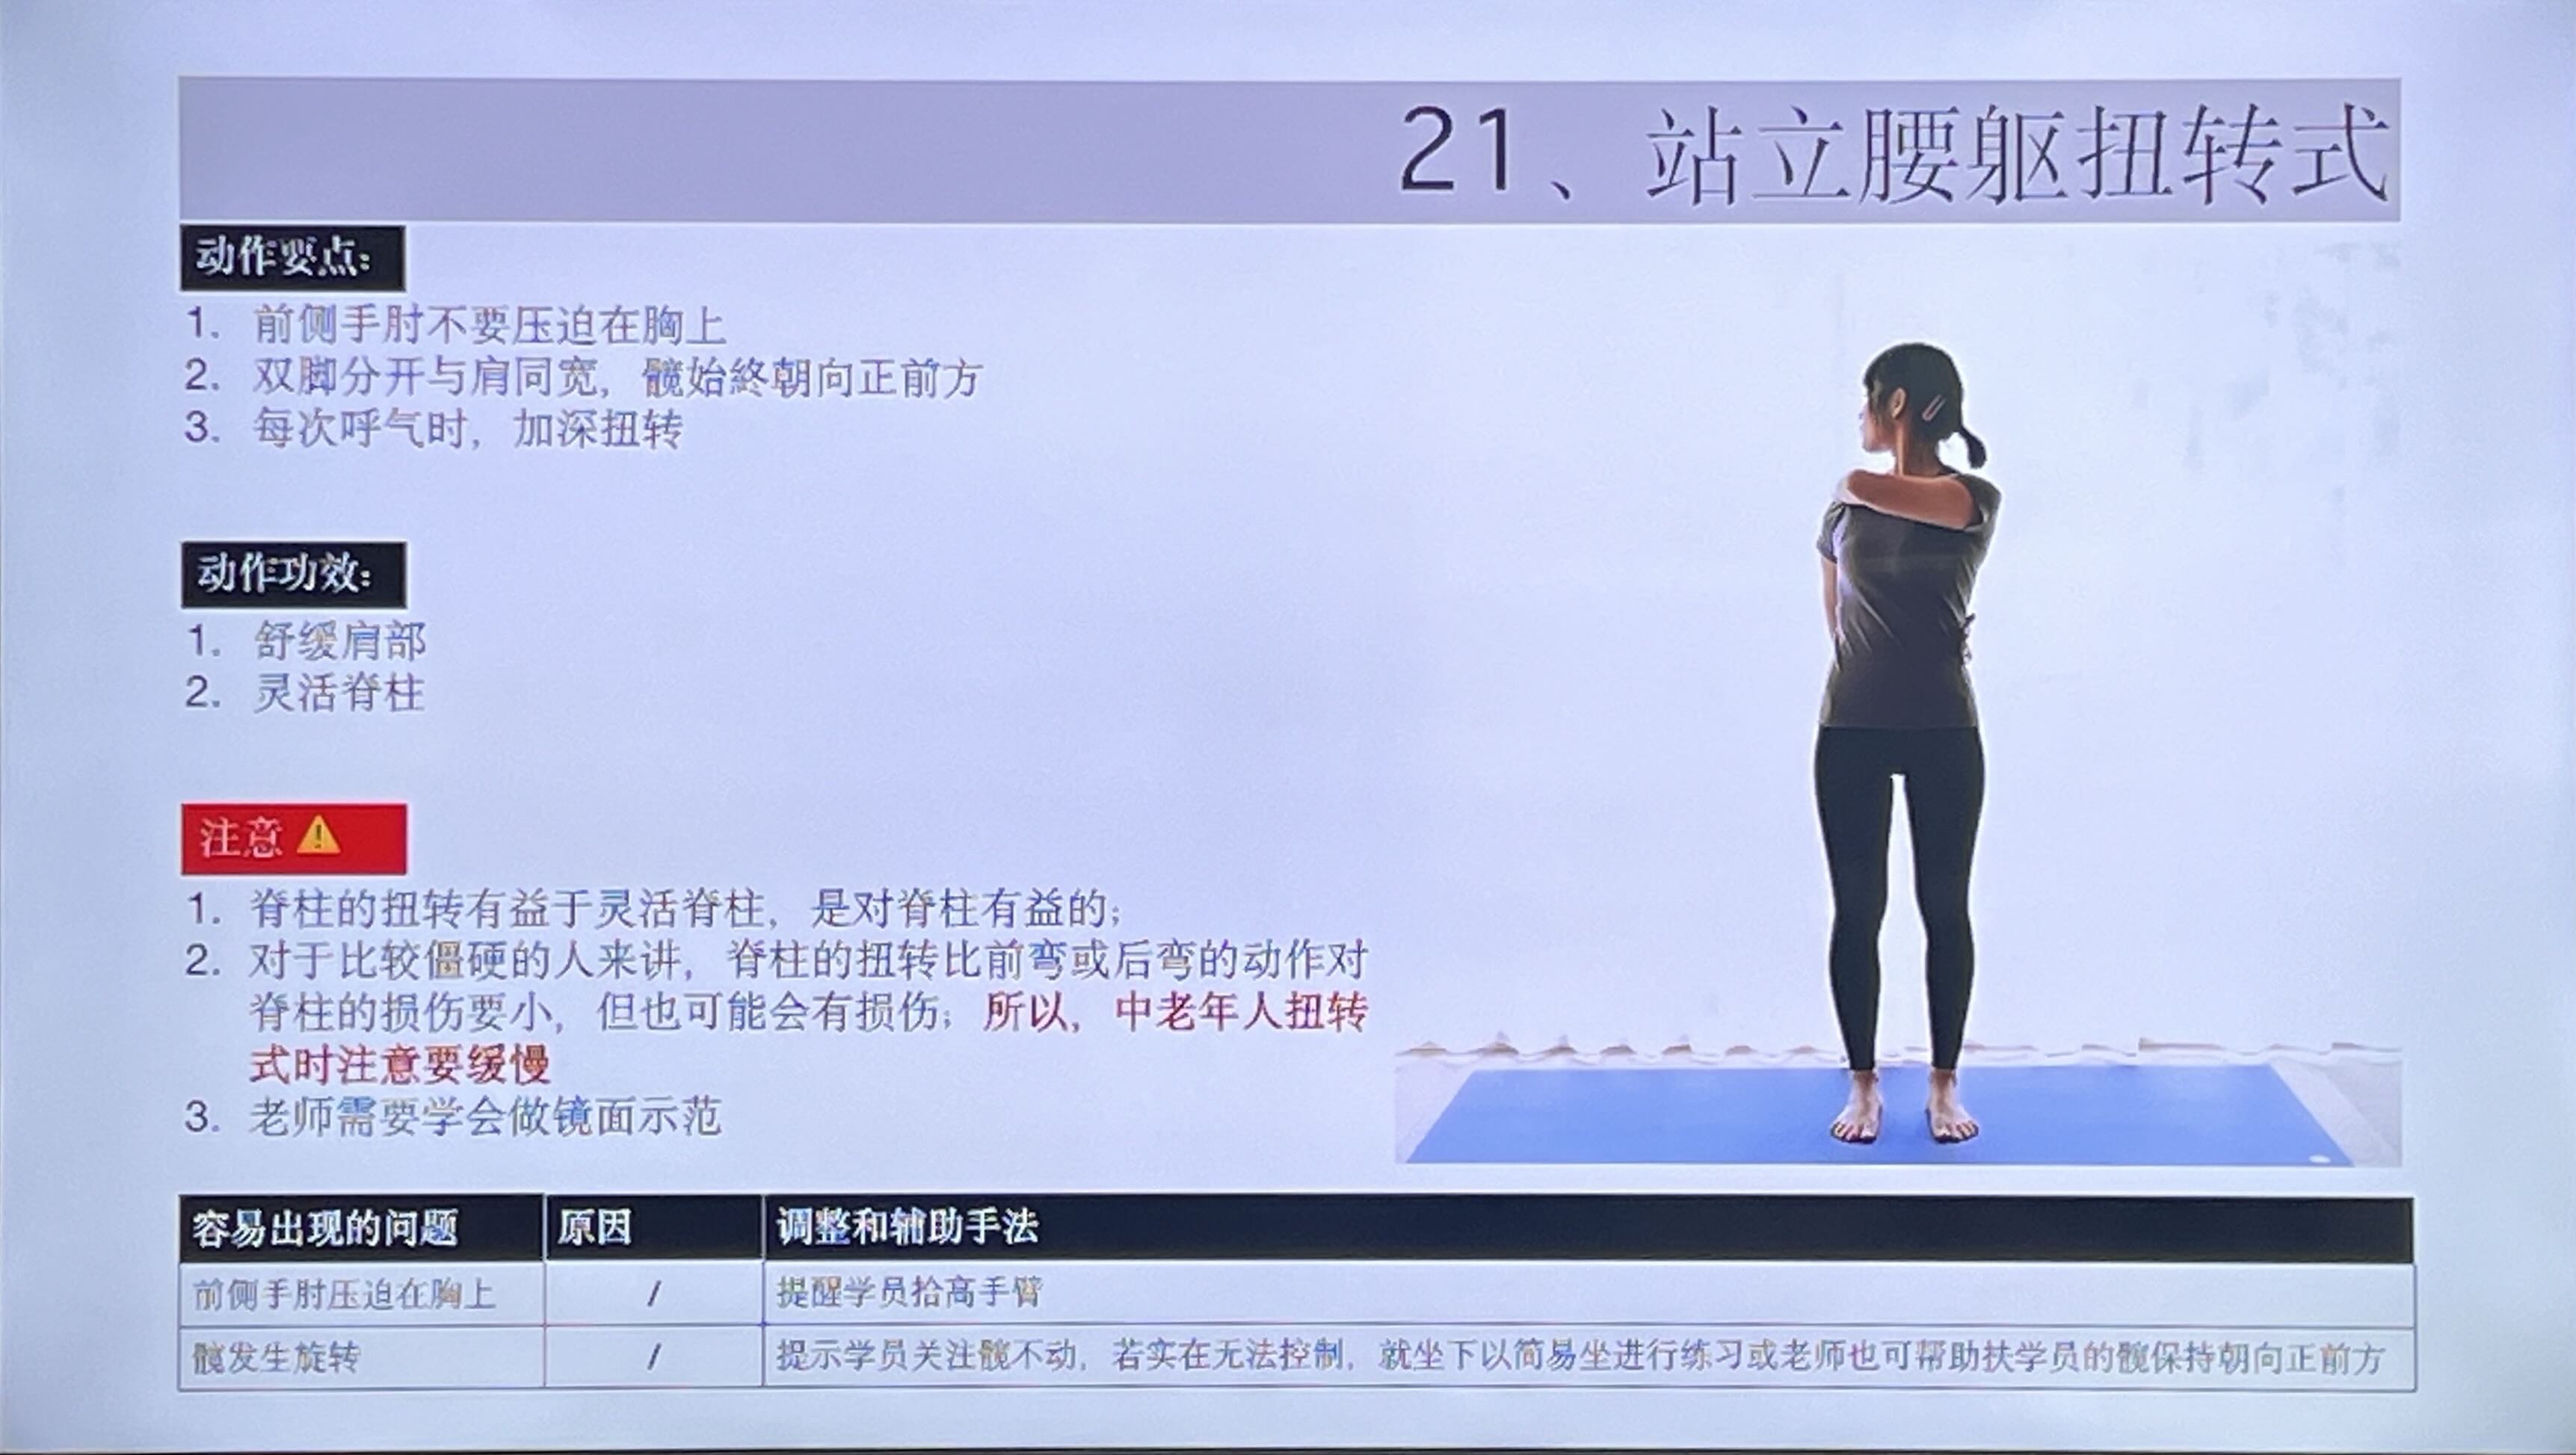 21、站立腰躯扭转式
动作要点:
1. 前侧手肘不要压迫在胸上
2. 双脚分开与肩同宽，髋始終朝向正前方
3. 每次呼气时，加深扭转
动作功效:
1. 舒缓肩部
2. 灵活脊柱
注意⚠️
1. 脊柱的扭转有益于灵活脊柱，是对脊柱有益的；
2. 对于比较僵硬的人来讲，脊柱的扭转比前弯或后弯的动作对
脊柱的损伤要小，但也可能会有损伤；所以，中老年人扭转
式时注意要缓慢
3. 老师需要学会做镜面示范
容易出现的问题 原因 调整和辅助手法
前侧手肘压迫在胸上 / 提醒学员抬高手臂
髋发生旋转 / 提示学员关注髋不动，若实在无法控制，就坐下以简易坐进行练习或老师也可帮助扶学员的髋保持朝向正前方